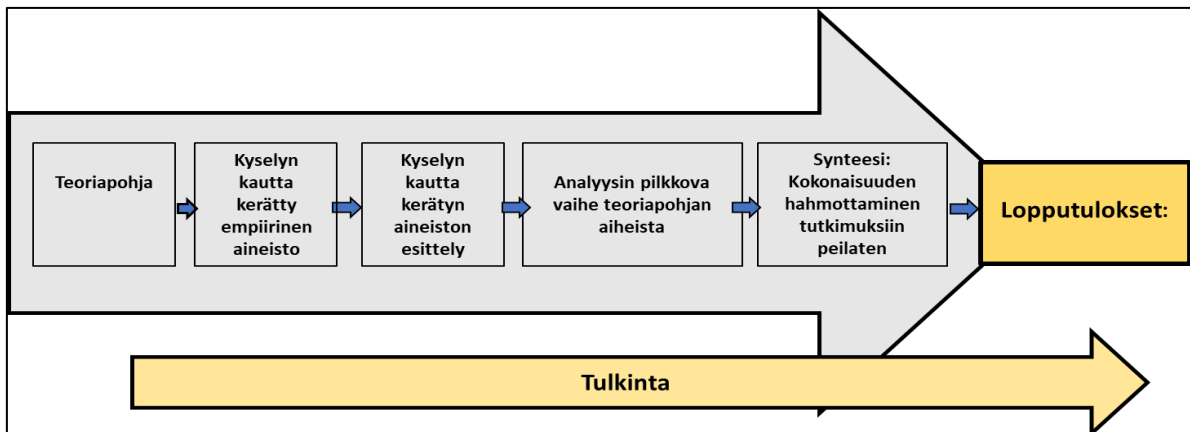 Teoriapohja
Kyselyn
kautta
kerätty
empiirinen
aineisto
Kyselyn
kautta
kerätyn
aineiston
esittely
Analyysin pilkkova
vaihe teoriapohjan
aiheista
Synteesi:
Kokonaisuuden
hahmottaminen
tutkimuksiin
peilaten
Lopputulokset:
Tulkinta